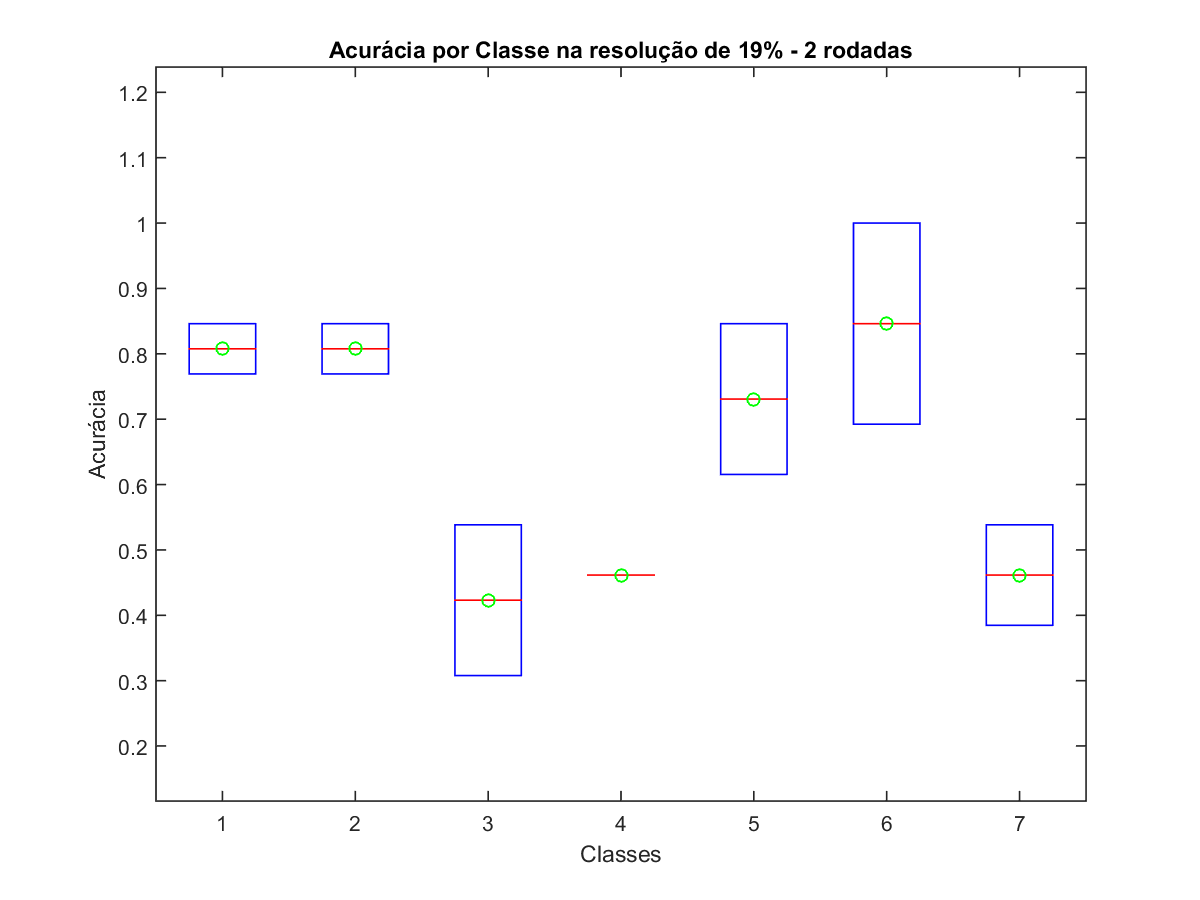 Acurácia por Classe na resolução de 19% - 2 rodadas
1.2
1.1
1
0.9
0.8
0.7
0.6
0.5
0.4
0.3
0.2
Acurácia
1 2 3 4 5 6 7
Classes